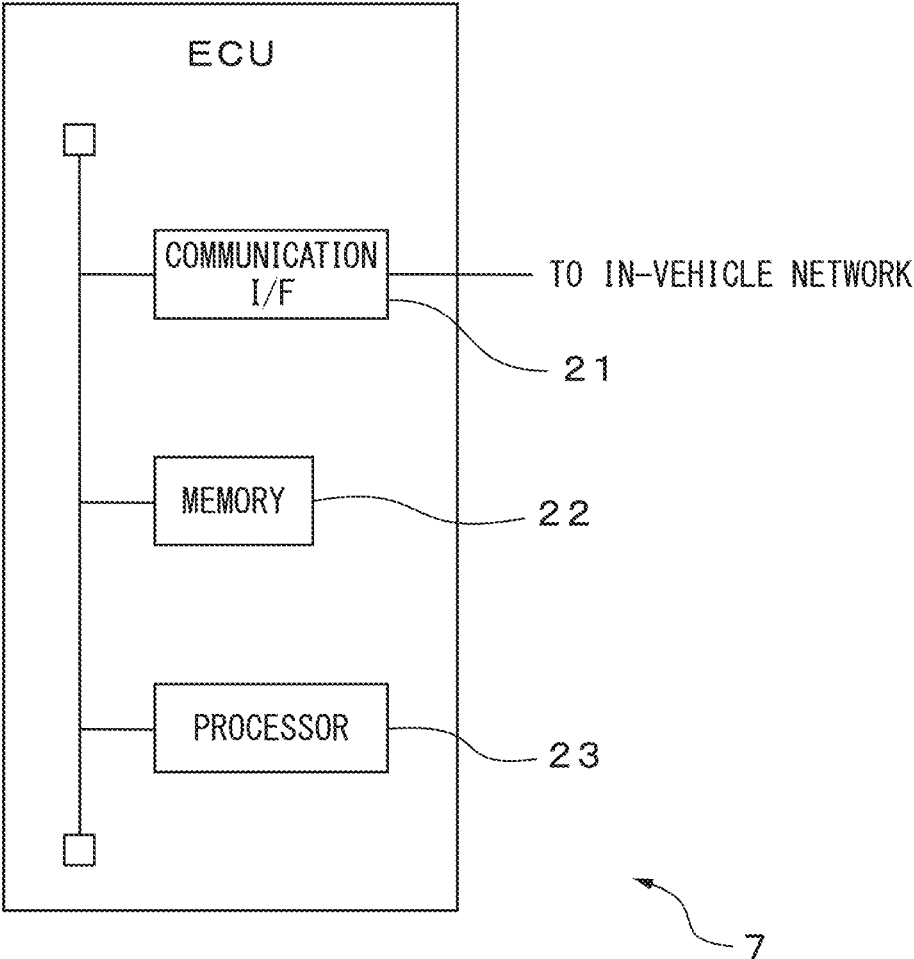 ECU
COMMUNICATION
I/F
TO IN-VEHICLE NETWORK
21
MEMORY
22
PROCESSOR
23
7